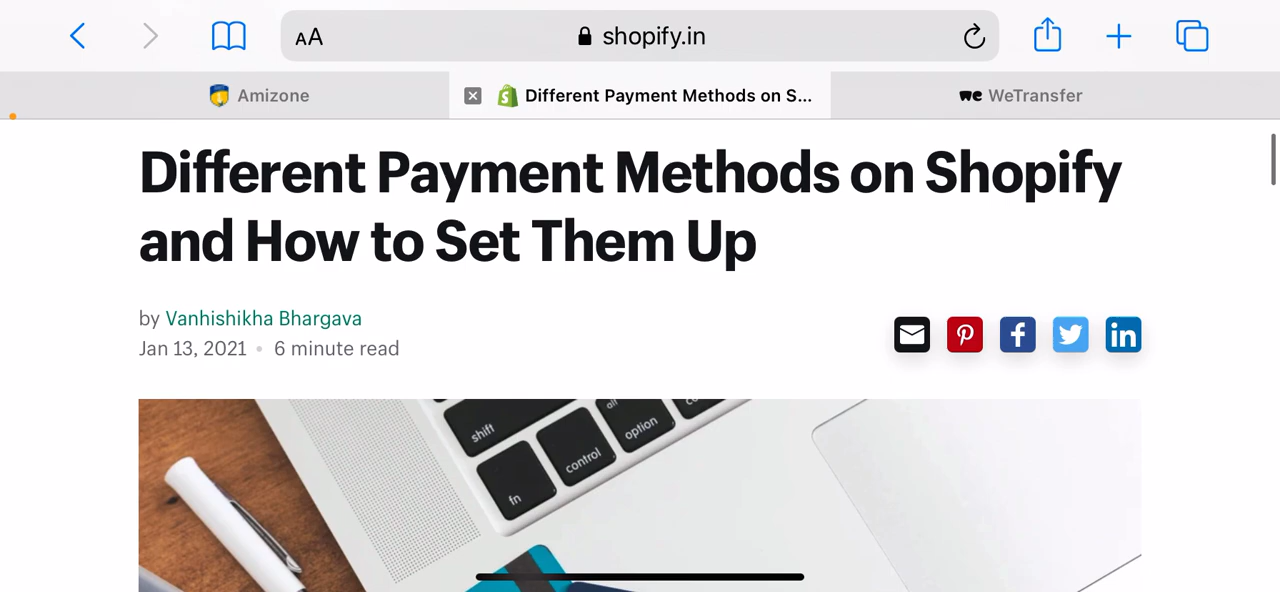 AA
shopify.in
Amizone
Different Payment Methods on S...
WeTransfer
Different Payment Methods on Shopify
and How to Set Them Up
by Vanhishikha Bhargava
Jan 13, 2021 • 6 minute read
shift
alt
option
control
fn